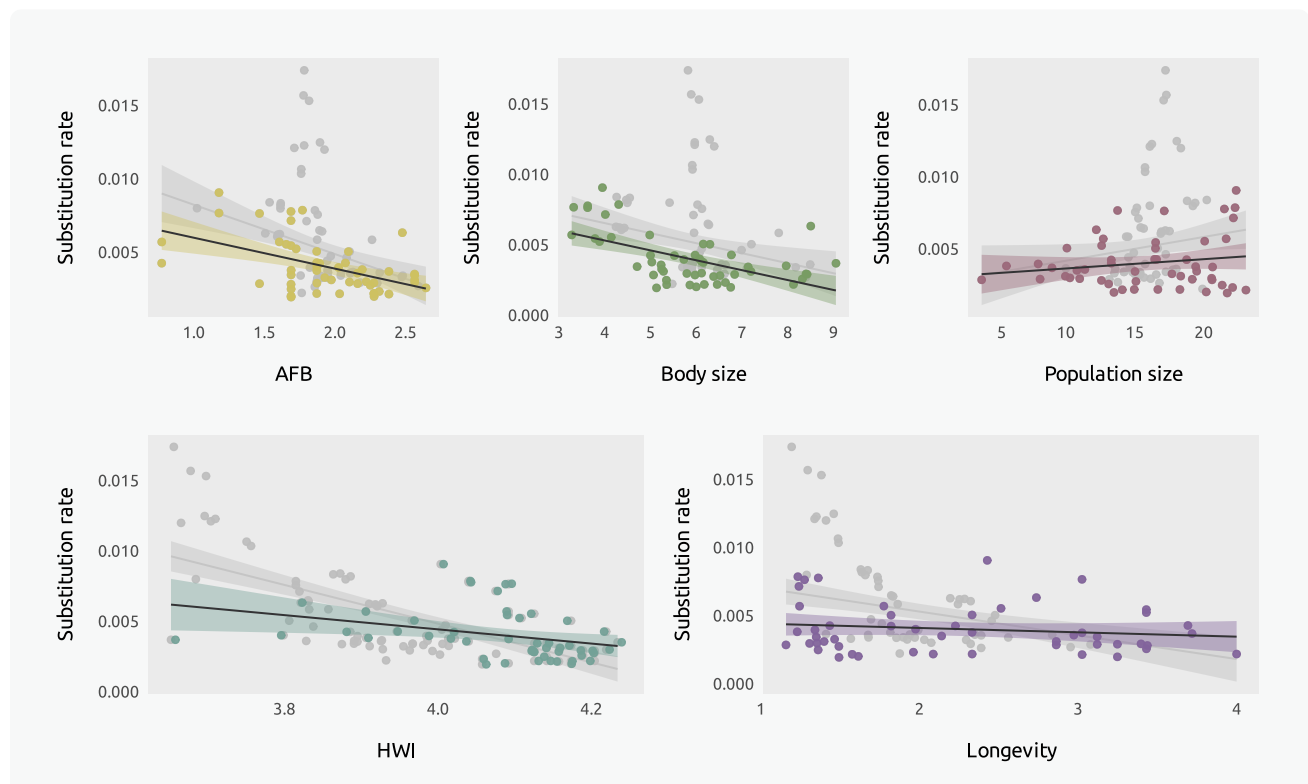 Substitution rate
0.015
0.010
0.005
1.0 1.5 2.0 2.5
AFB
Substitution rate
0.015
0.010
0.005
0.000
3 4 5 6 7 8 9
Body size
Substitution rate
0.015
0.010
0.005
5 10 15 20
Population size
Substitution rate
0.015
0.010
0.005
0.000
3.8 4.0 4.2
HWI
Substitution rate
0.015
0.010
0.005
0.000
1 2 3 4
Longevity